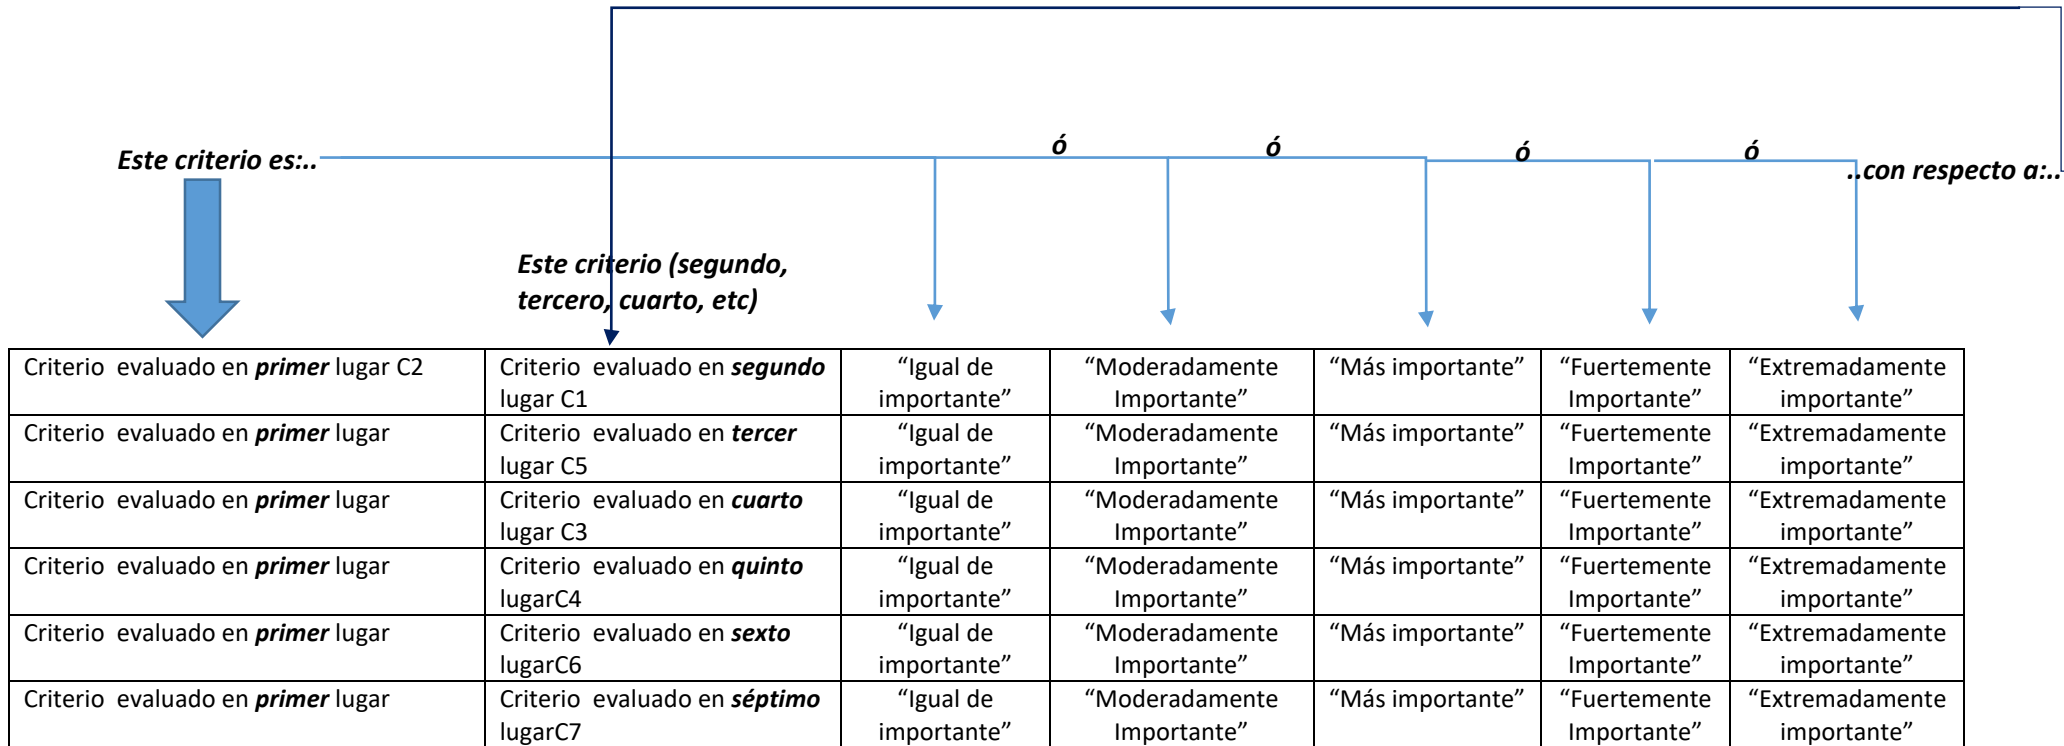 ó ó ó ó
Este criterio es:..
..con respecto a:..
Este criterio (segundo,
tercero, cuarto, etc)
Criterio evaluado en primer lugar C2
Criterio evaluado en segundo
lugar C1
“Igual de
importante”
“Moderadamente
Importante”
“Más importante”
“Fuertemente
Importante”
“Extremadamente
importante”
Criterio evaluado en primer lugar
Criterio evaluado en tercer
lugar C5
“Igual de
importante”
“Moderadamente
Importante”
“Más importante”
“Fuertemente
Importante”
“Extremadamente
importante”
Criterio evaluado en primer lugar
Criterio evaluado en cuarto
lugar C3
“Igual de
importante”
“Moderadamente
Importante”
“Más importante”
“Fuertemente
Importante”
“Extremadamente
importante”
Criterio evaluado en primer lugar
Criterio evaluado en quinto
lugarC4
“Igual de
importante”
“Moderadamente
Importante”
“Más importante”
“Fuertemente
Importante”
“Extremadamente
importante”
Criterio evaluado en primer lugar
Criterio evaluado en sexto
lugarC6
“Igual de
importante”
“Moderadamente
Importante”
“Más importante”
“Fuertemente
Importante”
“Extremadamente
importante”
Criterio evaluado en primer lugar
Criterio evaluado en séptimo
lugarC7
“Igual de
importante”
“Moderadamente
Importante”
“Más importante”
“Fuertemente
Importante”
“Extremadamente
importante”